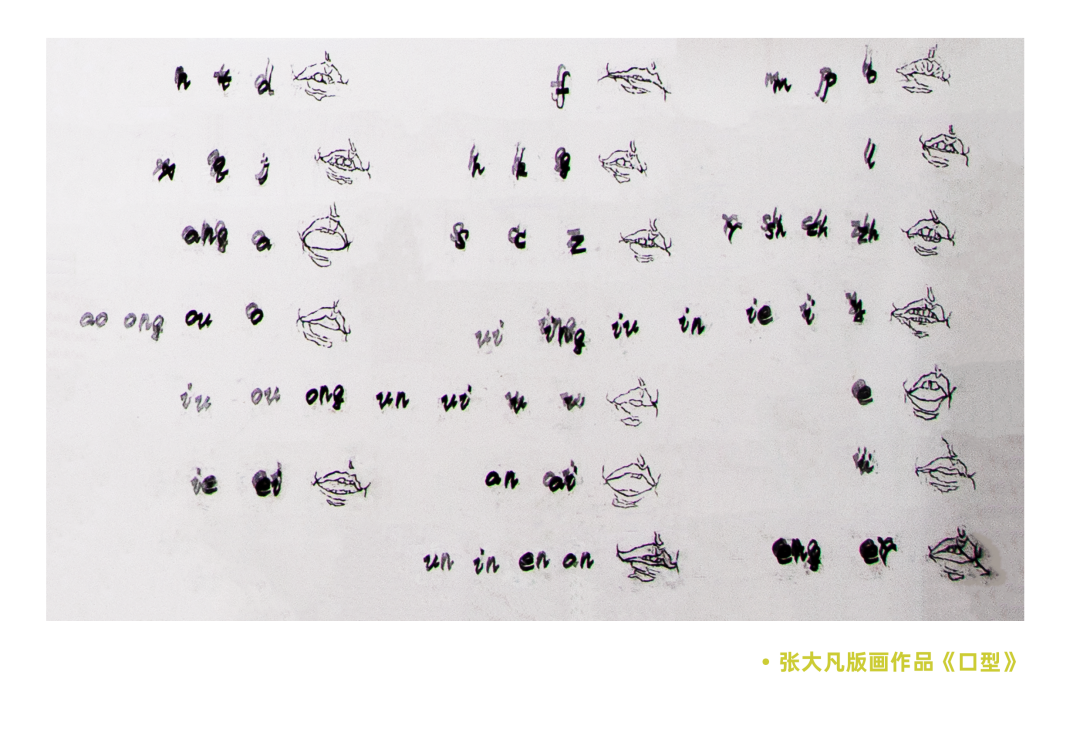 n t d f m p b
x q j h k g l
ang a s c z r sh ch zh
ao ong ou o ui ing iu in ie i y
iu ou ong un ui u w e
ie ei an ai ü
un in en an eng er
• 张大凡版画作品《口型》